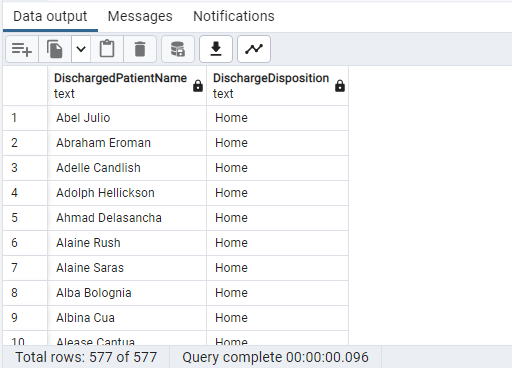 Data output Messages Notifications
DischargedPatientName DischargeDisposition
text text
1 Abel Julio Home
2 Abraham Eroman Home
3 Adelle Candlish Home
4 Adolph Hellickson Home
5 Ahmad Delasancha Home
6 Alaine Rush Home
7 Alaine Saras Home
8 Alba Bolognia Home
9 Albina Cua Home
10 Alease Cantua Home
Total rows: 577 of 577 Query complete 00:00:00.096